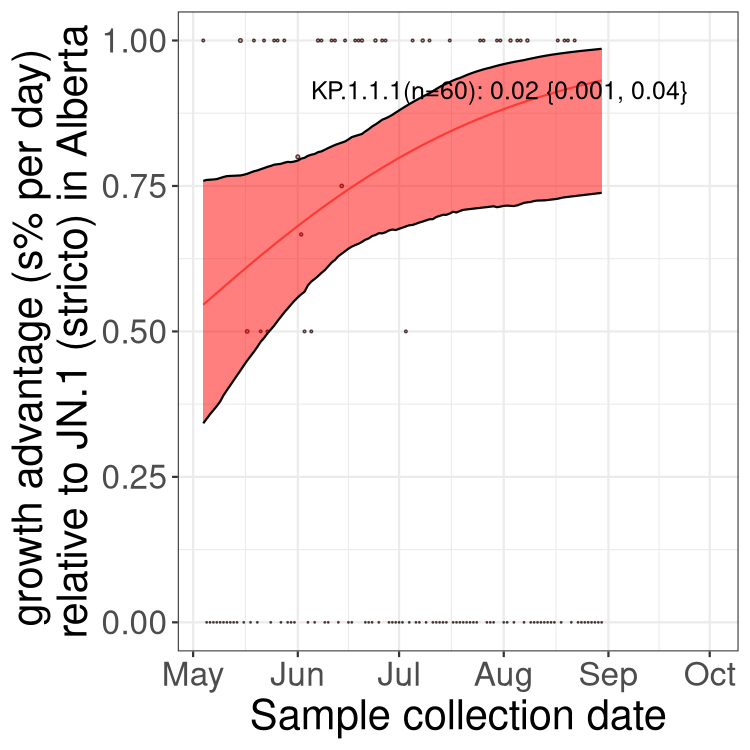 growth advantage (s% per day)
relative to JN.1 (stricto) in Alberta
1.00
0.75
0.50
0.25
0.00
KP.1.1.1(n=60): 0.02 {0.001, 0.04}
May Jun Jul Aug Sep Oct
Sample collection date